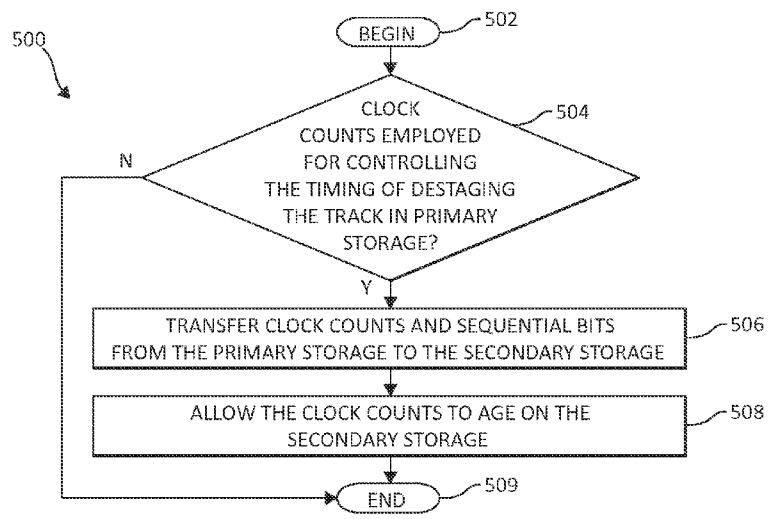 500
BEGIN
502
CLOCK
COUNTS EMPLOYED
FOR CONTROLLING
THE TIMING OF DESTAGING
THE TRACK IN PRIMARY
STORAGE?
504
N
Y
TRANSFER CLOCK COUNTS AND SEQUENTIAL BITS
FROM THE PRIMARY STORAGE TO THE SECONDARY STORAGE
506
ALLOW THE CLOCK COUNTS TO AGE ON THE
SECONDARY STORAGE
508
END
509